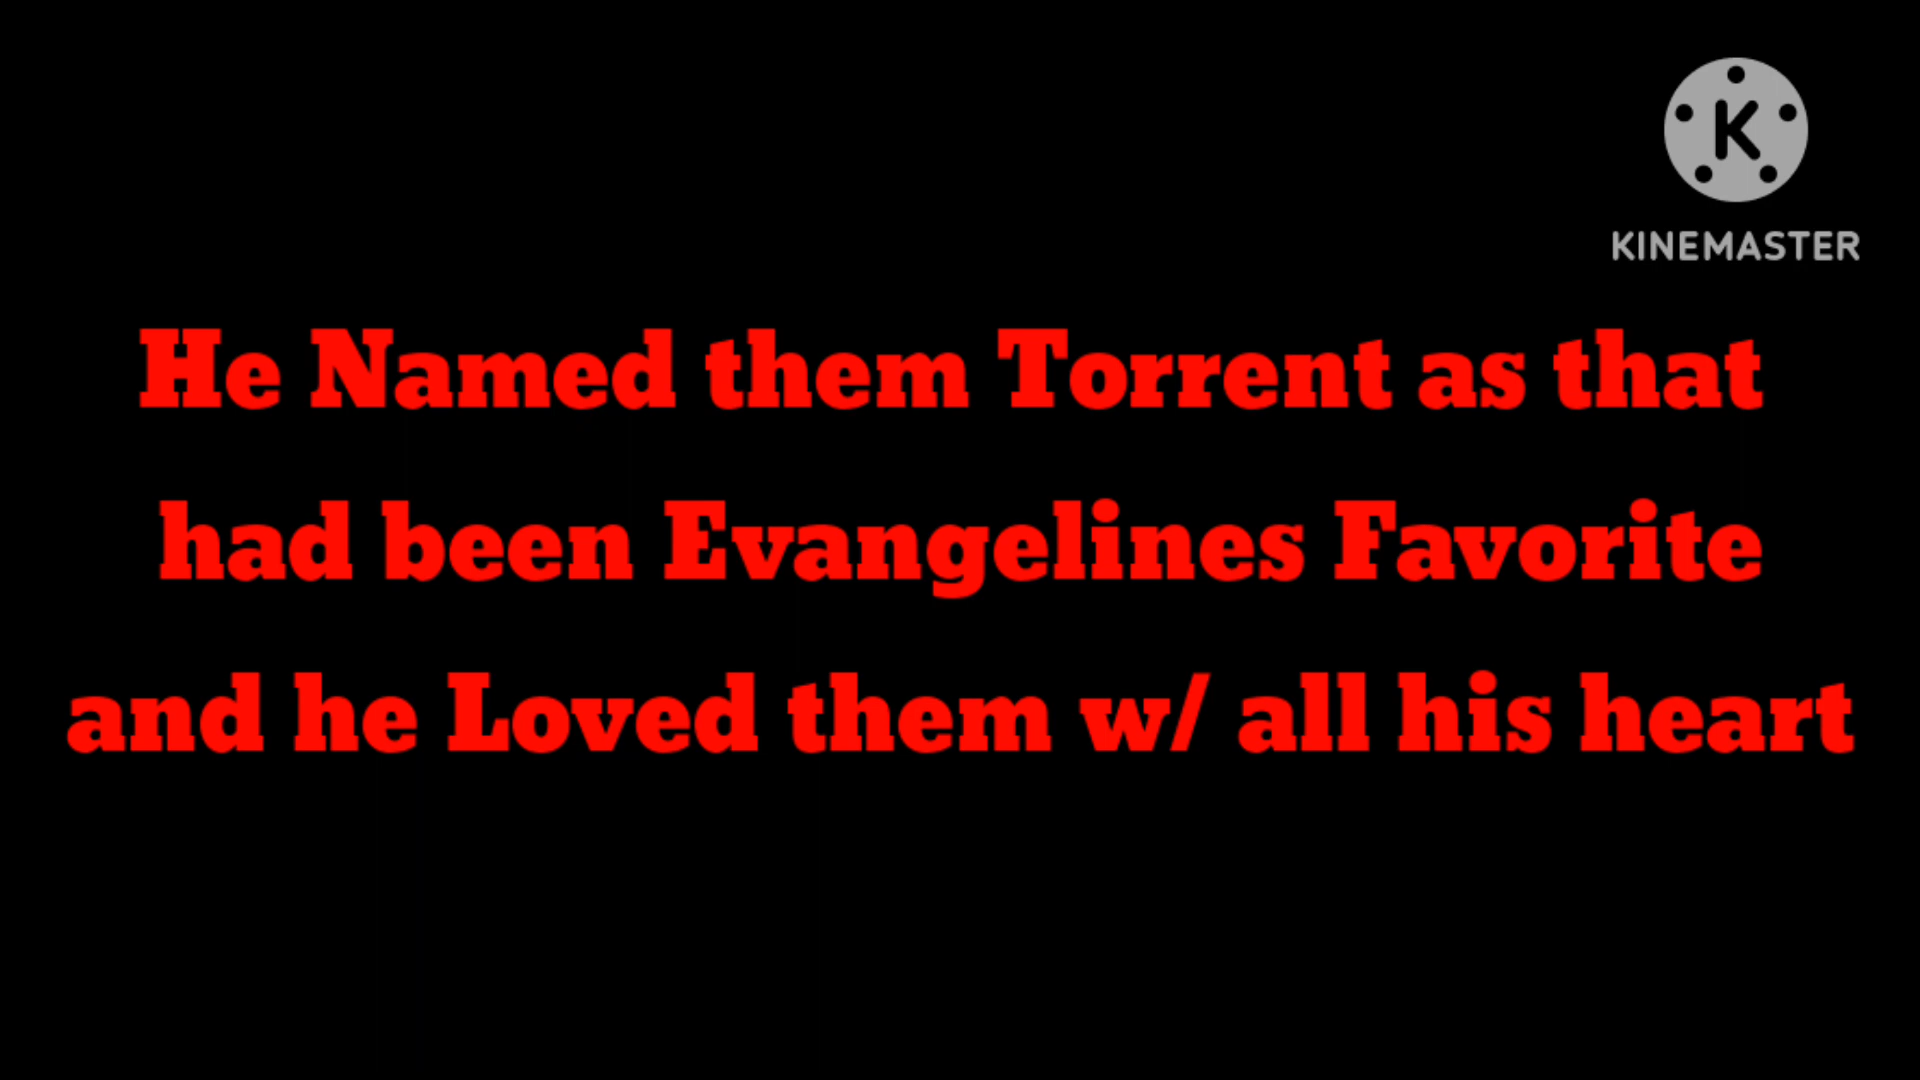 K
KINEMASTER
He Named them Torrent as that
had been Evangelines Favorite
and he Loved them w/ all his heart